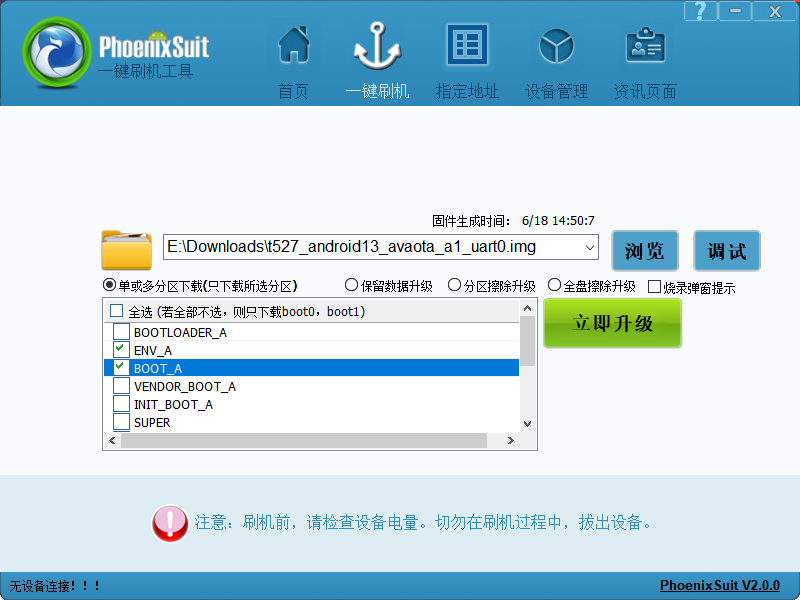 PhoenixSuit
一键刷机工具
首页
一键刷机
指定地址
设备管理
资讯页面
固件生成时间： 6/18 14:50:7
E:\Downloads\t527_android13_avaota_a1_uart0.img
浏览
调试
单或多分区下载(只下载所选分区)
保留数据升级
分区擦除升级
全盘擦除升级
烧录弹窗提示
全选 (若全部不选，则只下载boot0，boot1)
立即升级
BOOTLOADER_A
ENV_A
BOOT_A
VENDOR_BOOT_A
INIT_BOOT_A
SUPER
注意：刷机前，请检查设备电量。切勿在刷机过程中，拔出设备。
无设备连接！！！
PhoenixSuit V2.0.0